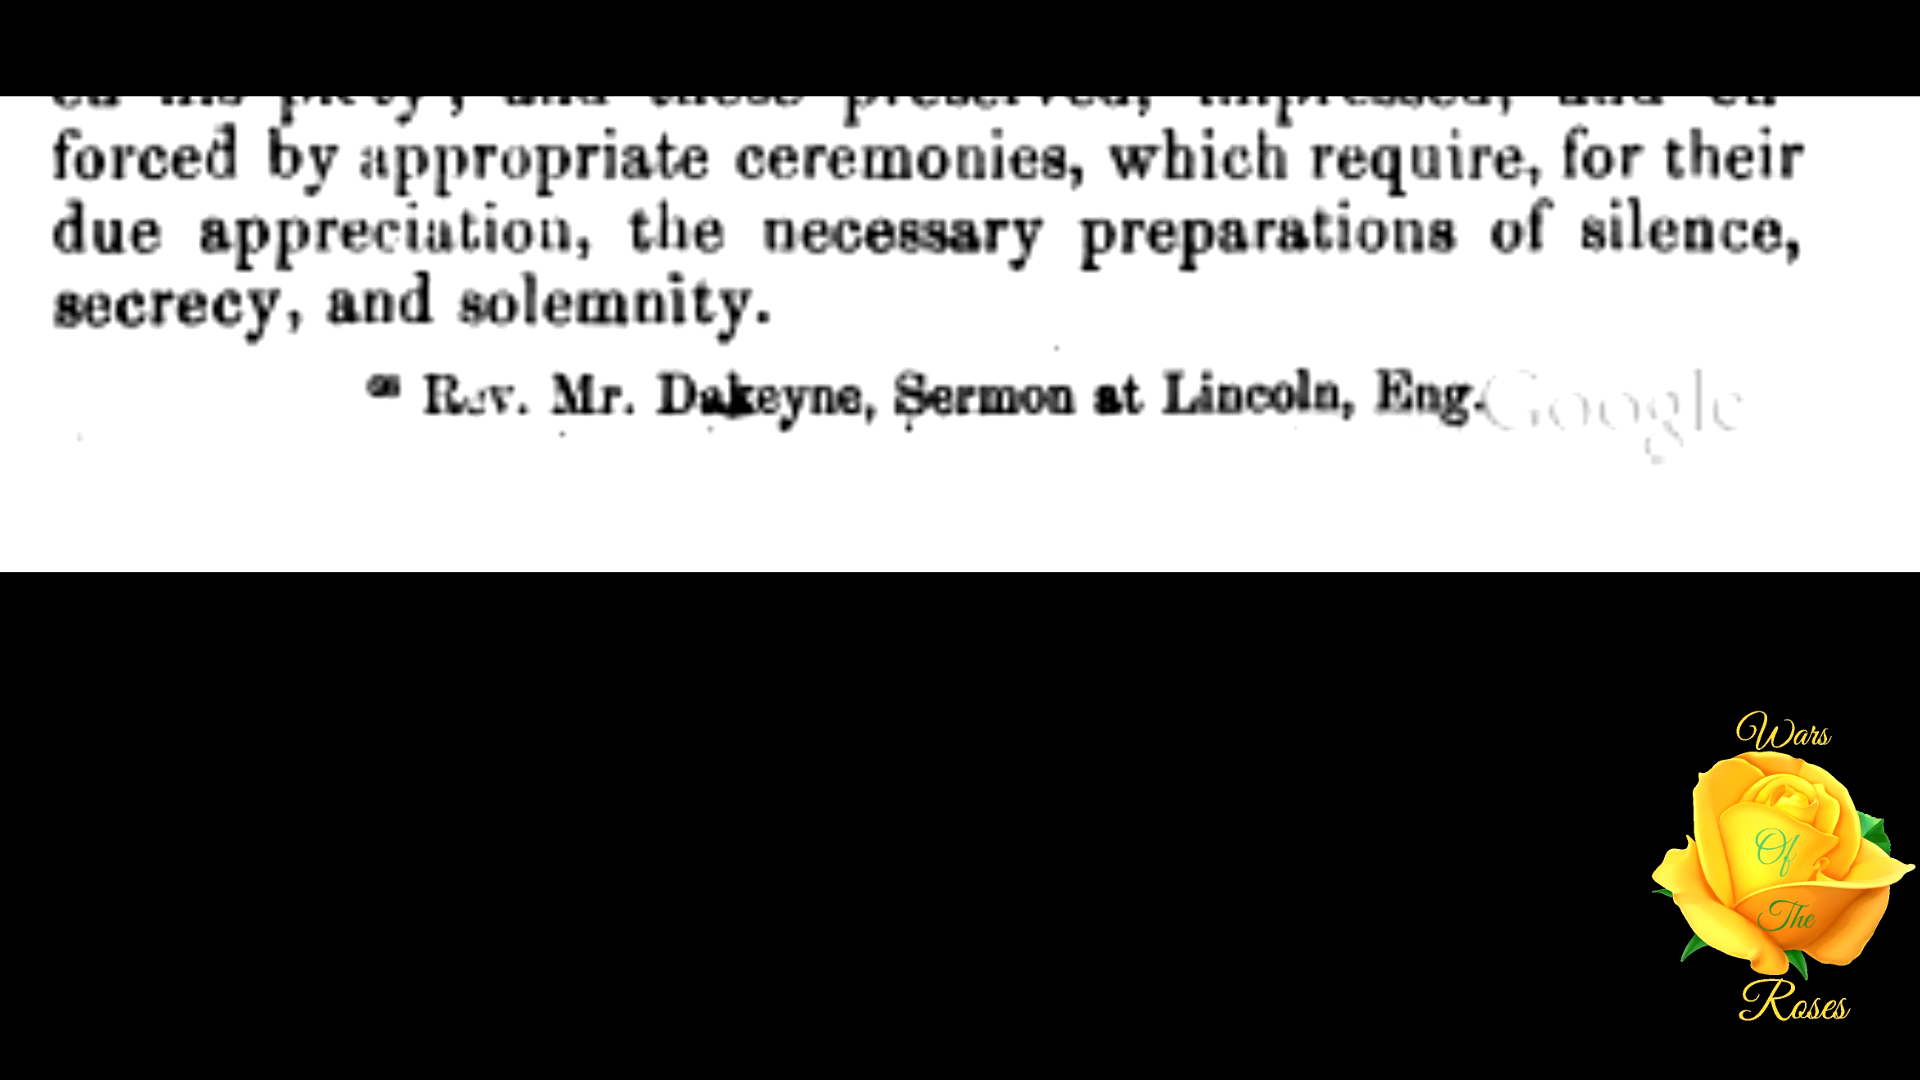 forced by appropriate ceremonies, which require, for their
due appreciation, the necessary preparations of silence,
secrecy, and solemnity.
Rev. Mr. Dakeyne, Sermon at Lincoln, Eng.
Google
Wars
Of
The
Roses